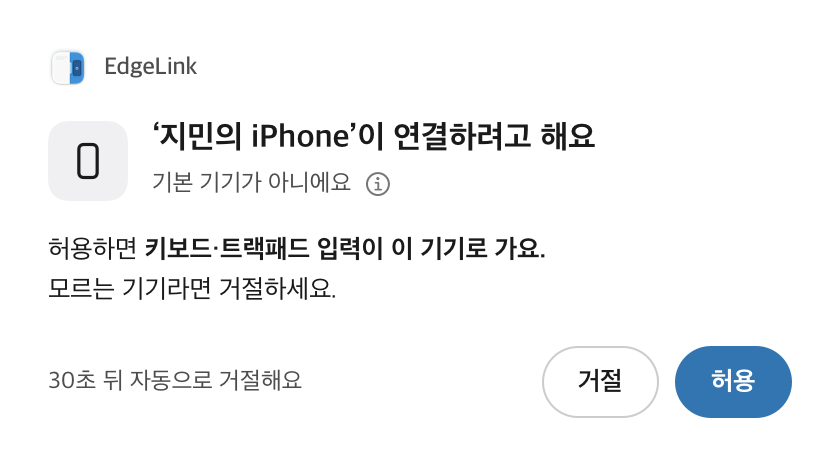 EdgeLink
‘지민의 iPhone’이 연결하려고 해요
기본 기기가 아니에요
허용하면 키보드·트랙패드 입력이 이 기기로 가요.
모르는 기기라면 거절하세요.
30초 뒤 자동으로 거절해요
거절
허용